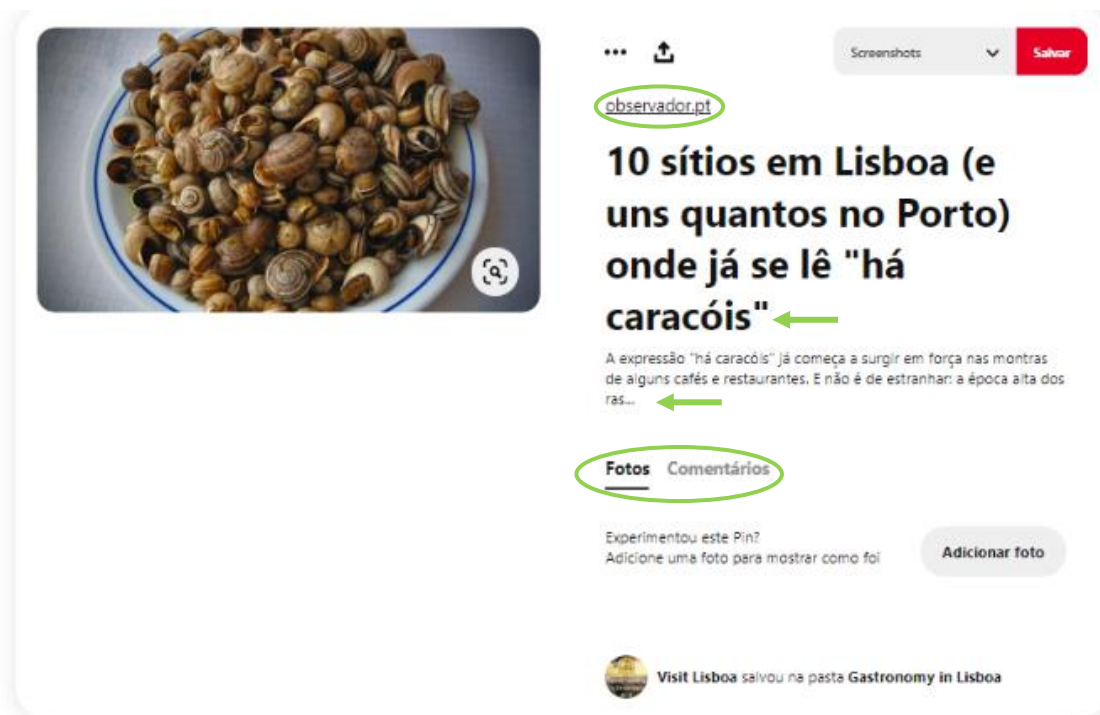 Screenshots
Salvar
observador.pt
10 sítios em Lisboa (e
uns quantos no Porto)
onde já se lê "há
caracóis"
A expressão "há caracóis" já começa a surgir em força nas montras
de alguns cafés e restaurantes. E não é de estranhar: a época alta dos
ras...
Fotos Comentários
Experimentou este Pin?
Adicione uma foto para mostrar como foi
Adicionar foto
Visit Lisboa salvou na pasta Gastronomy in Lisboa